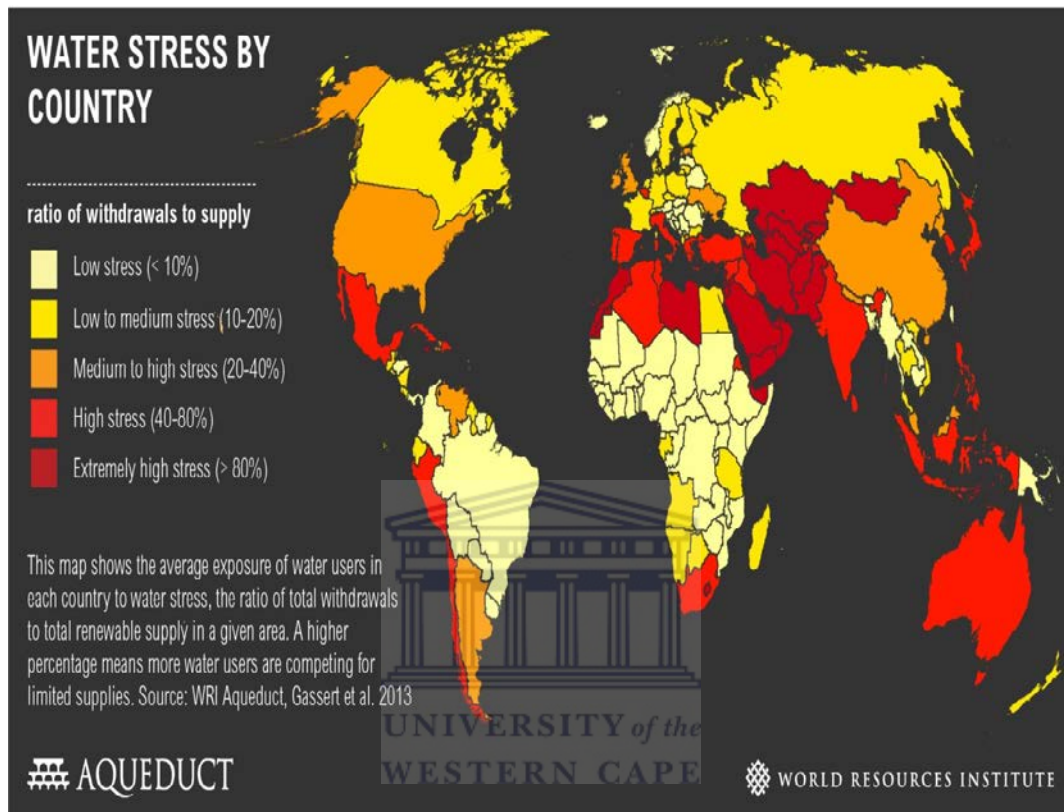 WATER STRESS BY
COUNTRY
ratio of withdrawals to supply
Low stress (< 10%)
Low to medium stress (10-20%)
Medium to high stress (20-40%)
High stress (40-80%)
Extremely high stress (> 80%)
This map shows the average exposure of water users in
each country to water stress, the ratio of total withdrawals
to total renewable supply in a given area. A higher
percentage means more water users are competing for
limited supplies. Source: WRI Aqueduct, Gassert et al. 2013
UNIVERSITY of the
WESTERN CAPE
AQUEDUCT
WORLD RESOURCES INSTITUTE